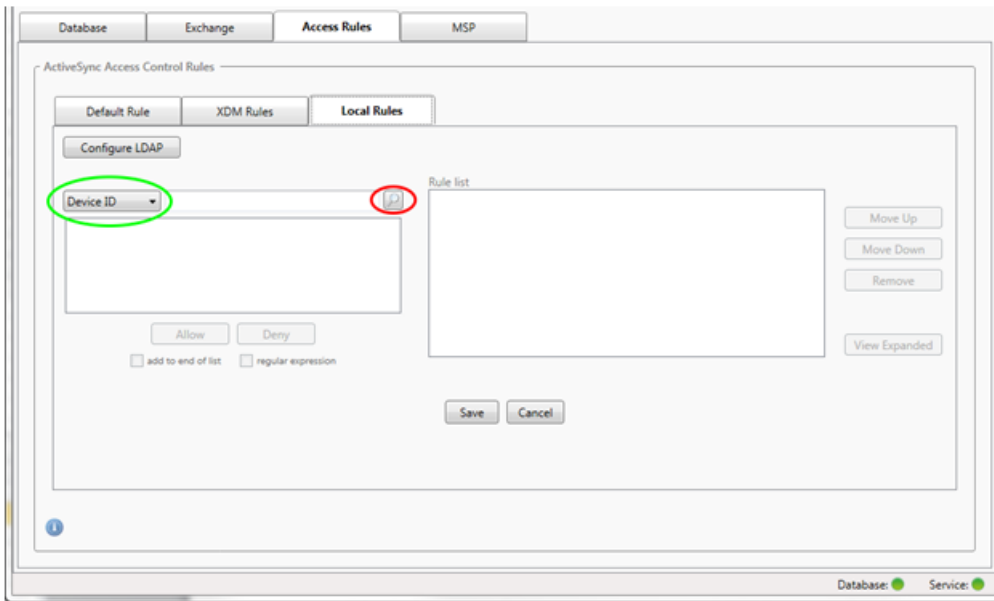 Database Exchange Access Rules MSP
ActiveSync Access Control Rules
Default Rule XDM Rules Local Rules
Configure LDAP
Rule list
Device ID
Move Up
Move Down
Remove
Allow Deny
View Expanded
add to end of list regular expression
Save Cancel
Database: Service: